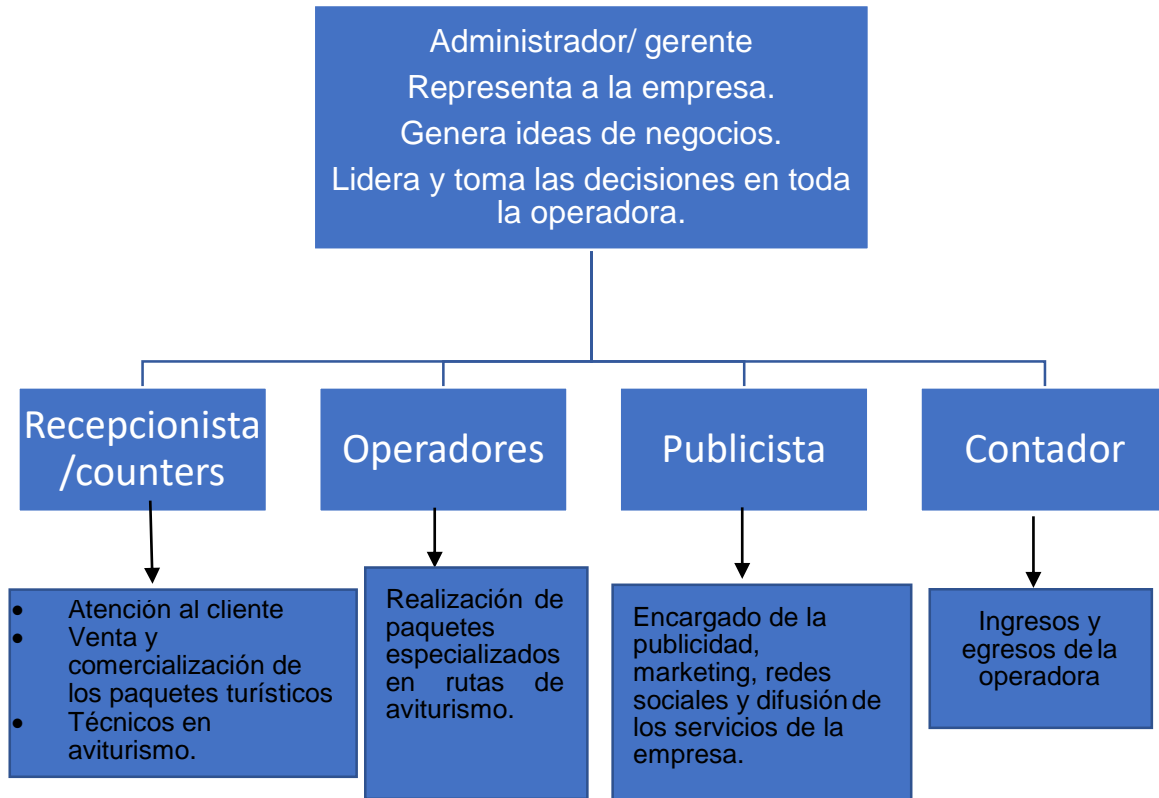 Administrador/ gerente
Representa a la empresa.
Genera ideas de negocios.
Lidera y toma las decisiones en toda
la operadora.
Recepcionista
/counters
Operadores
Publicista
Contador
• Atención al cliente
• Venta y
comercialización de
los paquetes turísticos
• Técnicos en
aviturismo.
Realización de
paquetes
especializados
en rutas de
aviturismo.
Encargado de la
publicidad,
marketing, redes
sociales y difusión de
los servicios de la
empresa.
Ingresos y
egresos de la
operadora